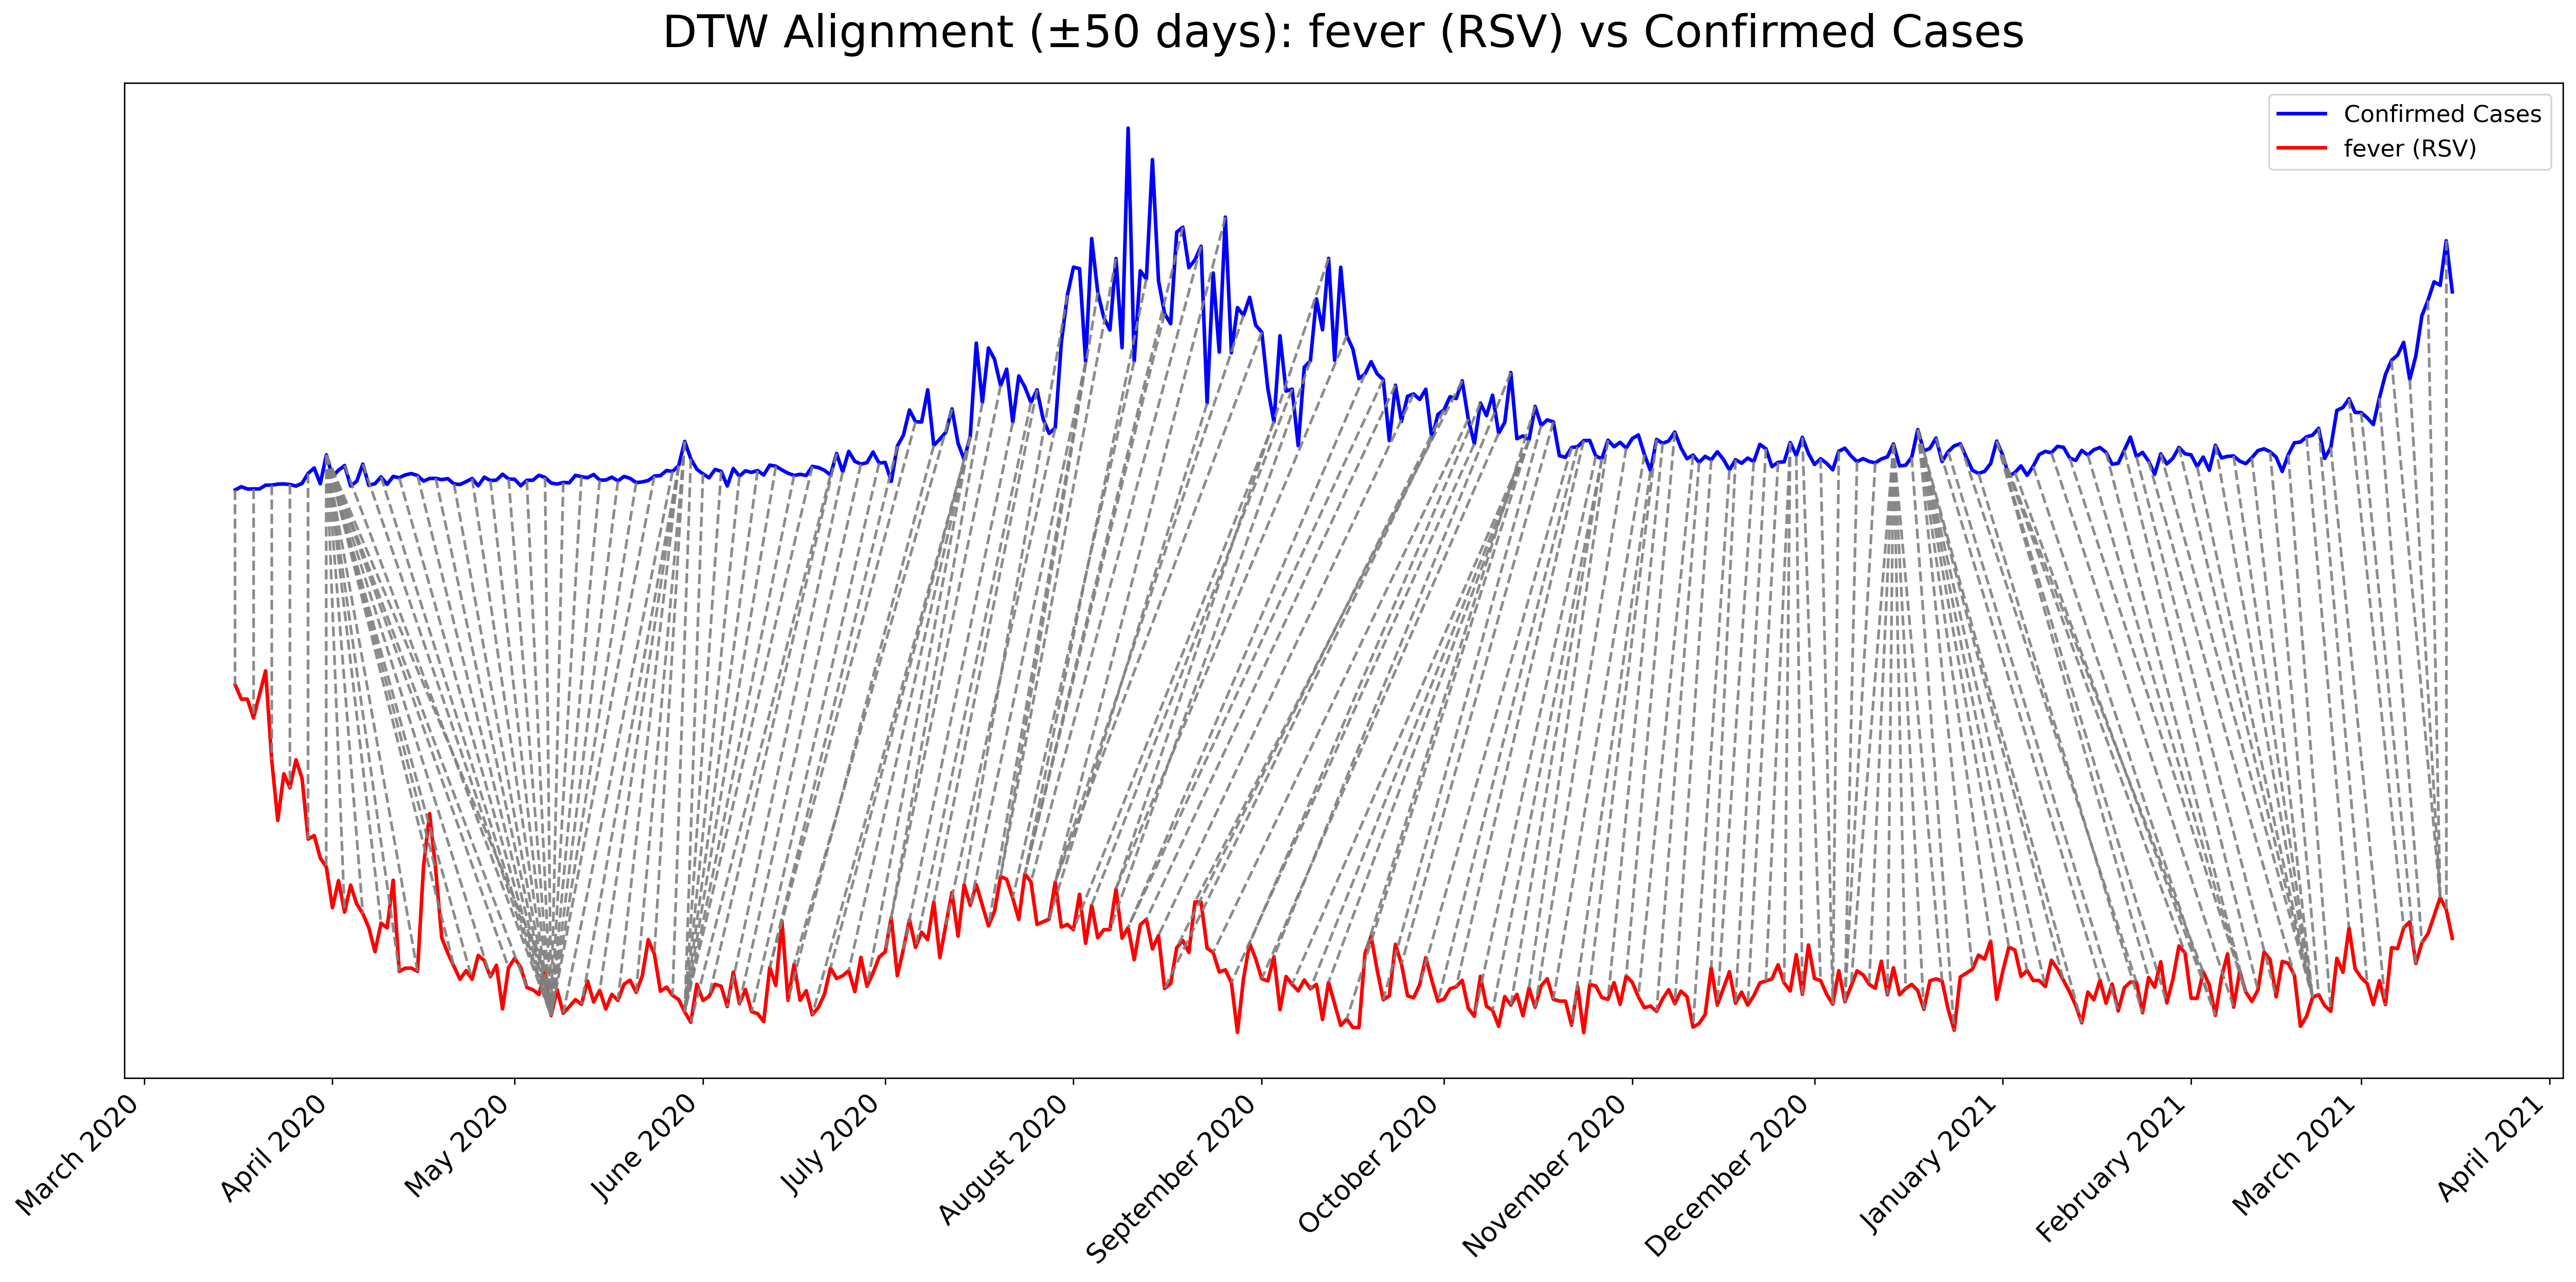 DTW Alignment (±50 days): fever (RSV) vs Confirmed Cases
Confirmed Cases
fever (RSV)
March 2020
April 2020
May 2020
June 2020
July 2020
August 2020
September 2020
October 2020
November 2020
December 2020
January 2021
February 2021
March 2021
April 2021